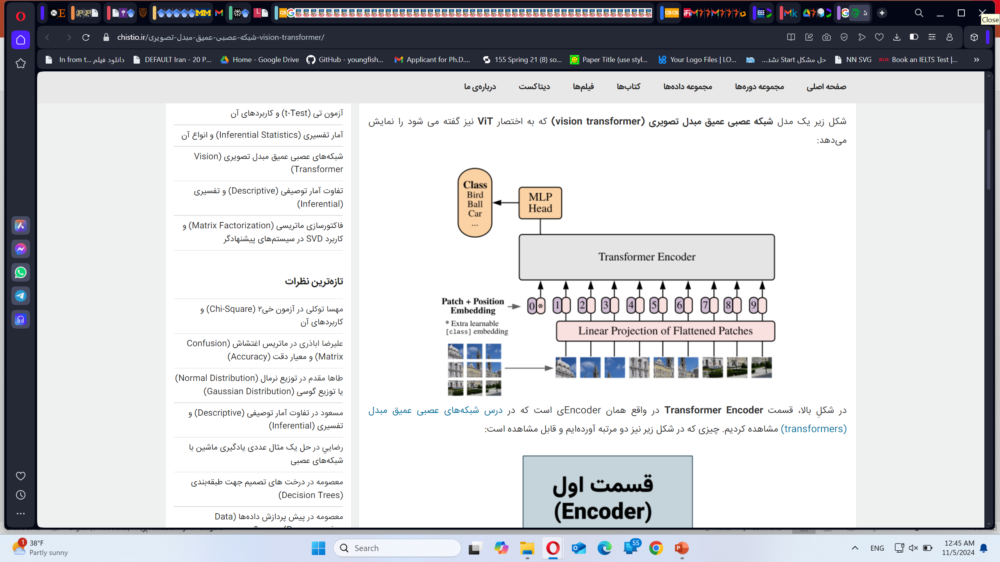 Close
chistio.ir/شبکه-عصبی-عمیق-مبدل-تصویری-vision-transformer/
In from t... دانلود فیلم
DEFAULT Iran - 20 P...
Home - Google Drive
GitHub - youngfish...
Applicant for Ph.D....
155 Spring 21 (8) so...
Paper Title (use styl...
Your Logo Files | LO...
حل مشکل Start نشد...
NN SVG
Book an IELTS Test |...
صفحه اصلی
مجموعه دوره‌ها
مجموعه داده‌ها
کتاب‌ها
فیلم‌ها
دیتاکست
درباره‌ی ما
شکل زیر یک مدل شبکه عصبی عمیق مبدل تصویری (vision transformer) که به اختصار ViT نیز گفته می شود را نمایش
می‌دهد:
Class
Bird
Ball
Car
...
MLP
Head
Transformer Encoder
Patch + Position
Embedding
* Extra learnable
[class] embedding
0 * 1 2 3 4 5 6 7 8 9
Linear Projection of Flattened Patches
در شکلِ بالا، قسمت Transformer Encoder در واقع همان Encoderی است که در درس شبکه‌های عصبی عمیق مبدل
(transformers) مشاهده کردیم. چیزی که در شکل زیر نیز دو مرتبه آورده‌ایم و قابل مشاهده است:
قسمت اول
(Encoder)
آزمون تی (t-Test) و کاربردهای آن
آمار تفسیری (Inferential Statistics) و انواع آن
شبکه‌های عصبی عمیق مبدل تصویری (Vision
Transformer)
تفاوت آمار توصیفی (Descriptive) و تفسیری
(Inferential)
فاکتورسازی ماتریسی (Matrix Factorization) و
کاربرد SVD در سیستم‌های پیشنهادگر
تازه‌ترین نظرات
مهسا توکلی در آزمون خی۲ (Chi-Square) و
کاربردهای آن
علیرضا اباذری در ماتریس اغتشاش (Confusion
Matrix) و معیار دقت (Accuracy)
طاها مقدم در توزیع نرمال (Normal Distribution)
یا توزیع گوسی (Gaussian Distribution)
مسعود در تفاوت آمار توصیفی (Descriptive) و
تفسیری (Inferential)
رضايي در حل یک مثال عددی یادگیری ماشین با
شبکه‌های عصبی
معصومه در درخت های تصمیم جهت طبقه‌بندی
(Decision Trees)
معصومه در پیش پردازش داده‌ها (Data
1
38°F
Partly sunny
Search
55
ENG
12:45 AM
11/5/2024